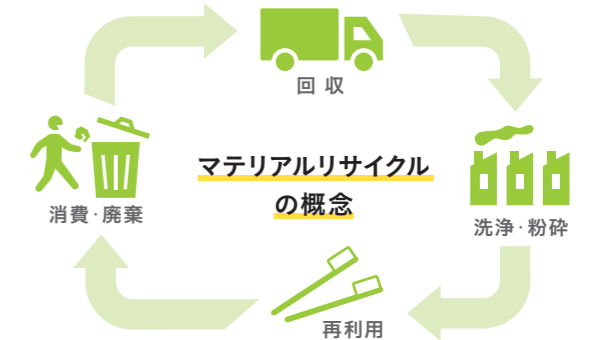 回収
マテリアルリサイクル
の概念
消費・廃棄
洗浄・粉砕
再利用